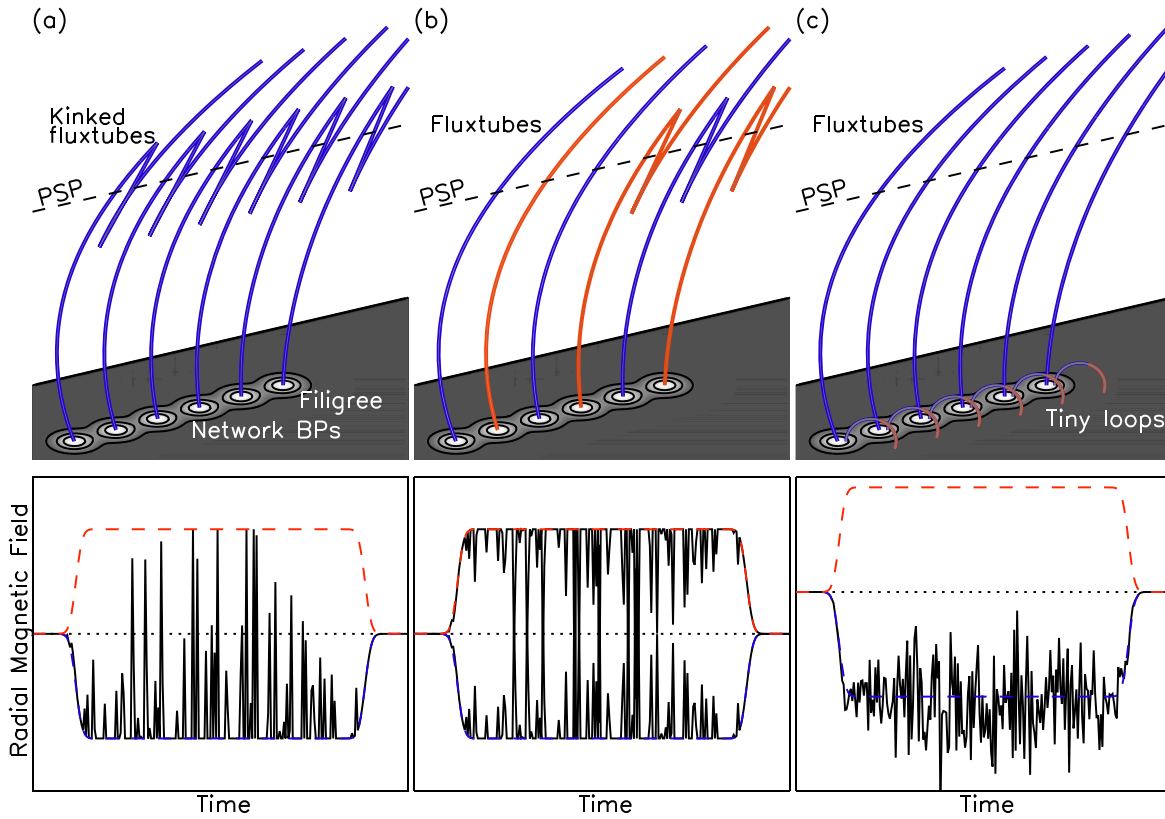 (a)
(b)
(c)
Kinked
fluxtubes
Fluxtubes
Fluxtubes
PSP
PSP
PSP
Filigree
Network BPs
Tiny loops
Radial Magnetic Field
Time
Time
Time